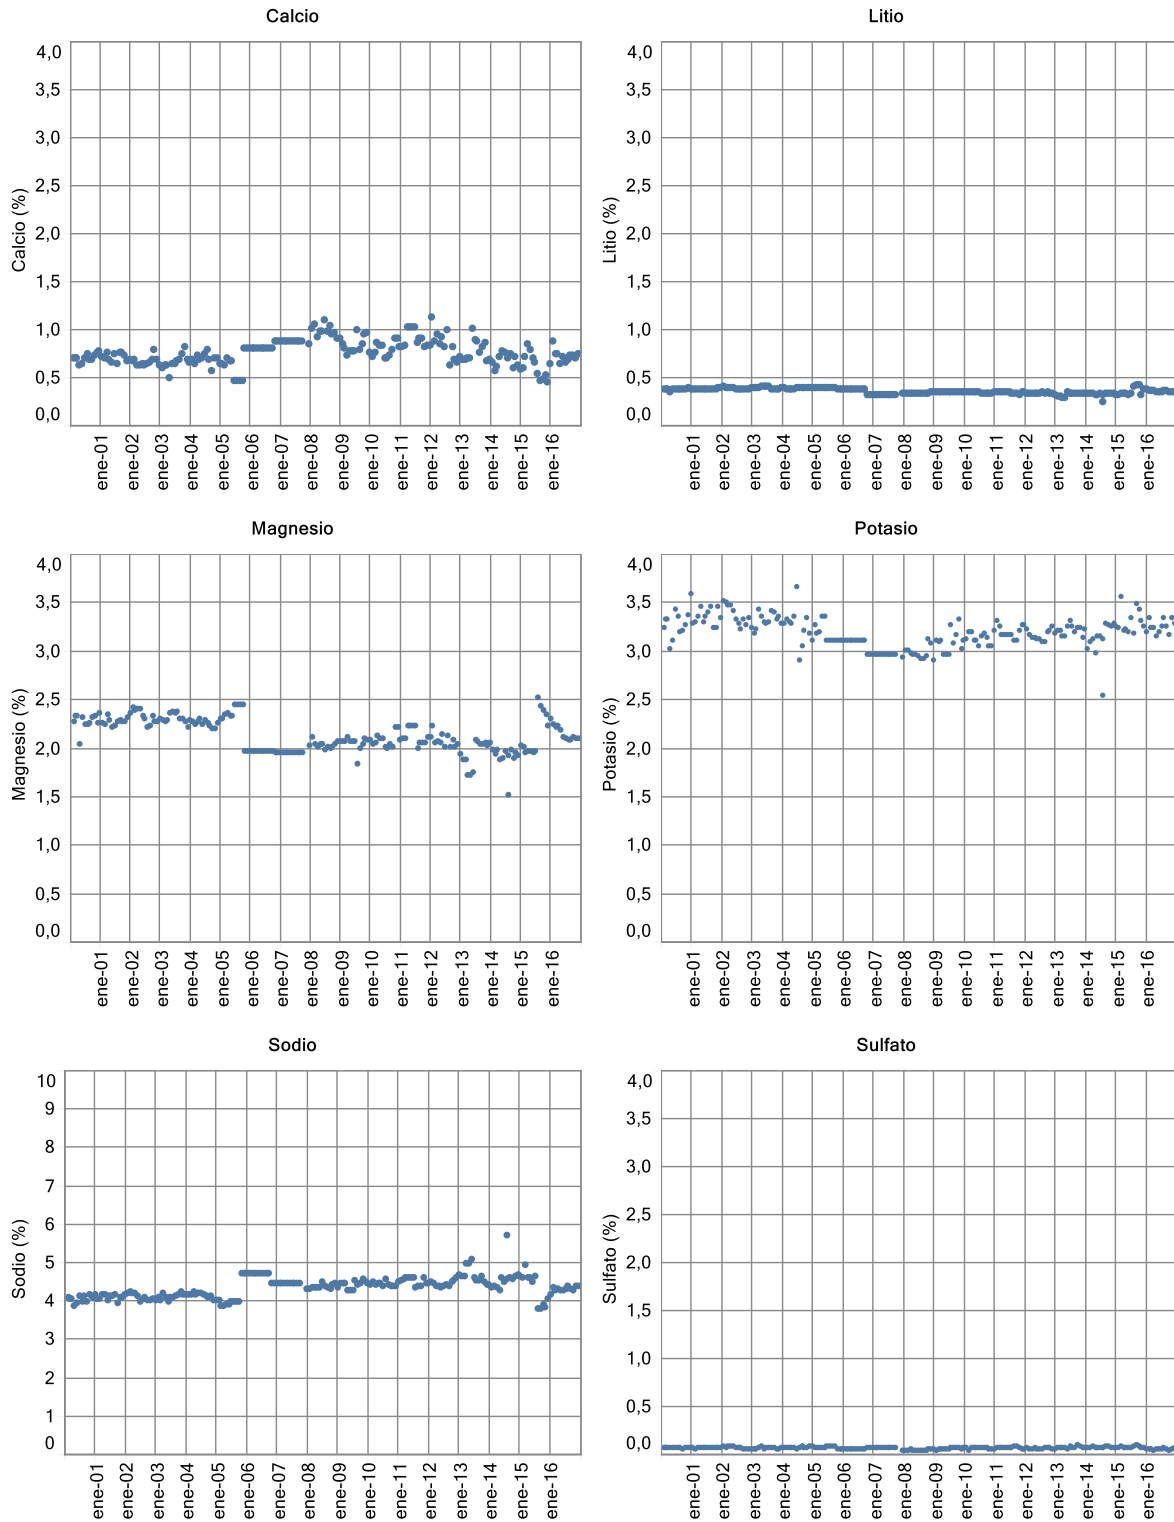 Calcio
4,0
3,5
3,0
2,5
2,0
1,5
1,0
0,5
0,0
Calcio (%)
ene-01
ene-02
ene-03
ene-04
ene-05
ene-06
ene-07
ene-08
ene-09
ene-10
ene-11
ene-12
ene-13
ene-14
ene-15
ene-16
Litio
4,0
3,5
3,0
2,5
2,0
1,5
1,0
0,5
0,0
Litio (%)
ene-01
ene-02
ene-03
ene-04
ene-05
ene-06
ene-07
ene-08
ene-09
ene-10
ene-11
ene-12
ene-13
ene-14
ene-15
ene-16
Magnesio
4,0
3,5
3,0
2,5
2,0
1,5
1,0
0,5
0,0
Magnesio (%)
ene-01
ene-02
ene-03
ene-04
ene-05
ene-06
ene-07
ene-08
ene-09
ene-10
ene-11
ene-12
ene-13
ene-14
ene-15
ene-16
Potasio
4,0
3,5
3,0
2,5
2,0
1,5
1,0
0,5
0,0
Potasio (%)
ene-01
ene-02
ene-03
ene-04
ene-05
ene-06
ene-07
ene-08
ene-09
ene-10
ene-11
ene-12
ene-13
ene-14
ene-15
ene-16
Sodio
10
9
8
7
6
5
4
3
2
1
0
Sodio (%)
ene-01
ene-02
ene-03
ene-04
ene-05
ene-06
ene-07
ene-08
ene-09
ene-10
ene-11
ene-12
ene-13
ene-14
ene-15
ene-16
Sulfato
4,0
3,5
3,0
2,5
2,0
1,5
1,0
0,5
0,0
Sulfato (%)
ene-01
ene-02
ene-03
ene-04
ene-05
ene-06
ene-07
ene-08
ene-09
ene-10
ene-11
ene-12
ene-13
ene-14
ene-15
ene-16